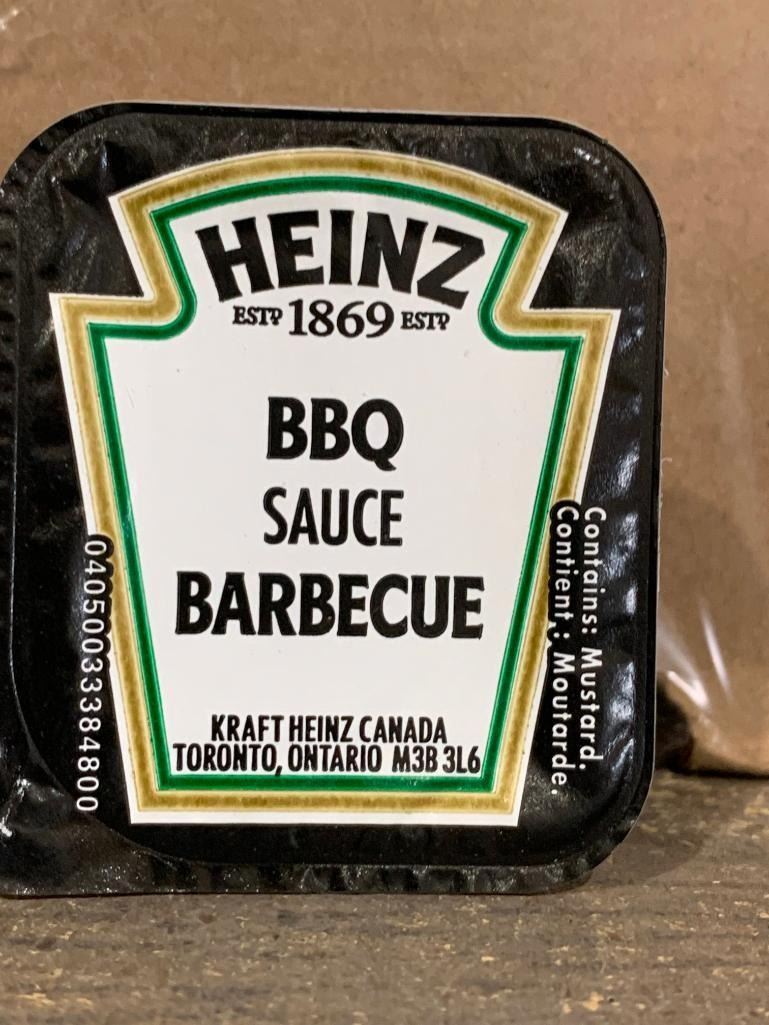 HEINZ
ESTD 1869 ESTD
BBQ
SAUCE
BARBECUE
KRAFT HEINZ CANADA
TORONTO, ONTARIO M3B 3L6
04050033384800
Contains: Mustard.
Contient : Moutarde.